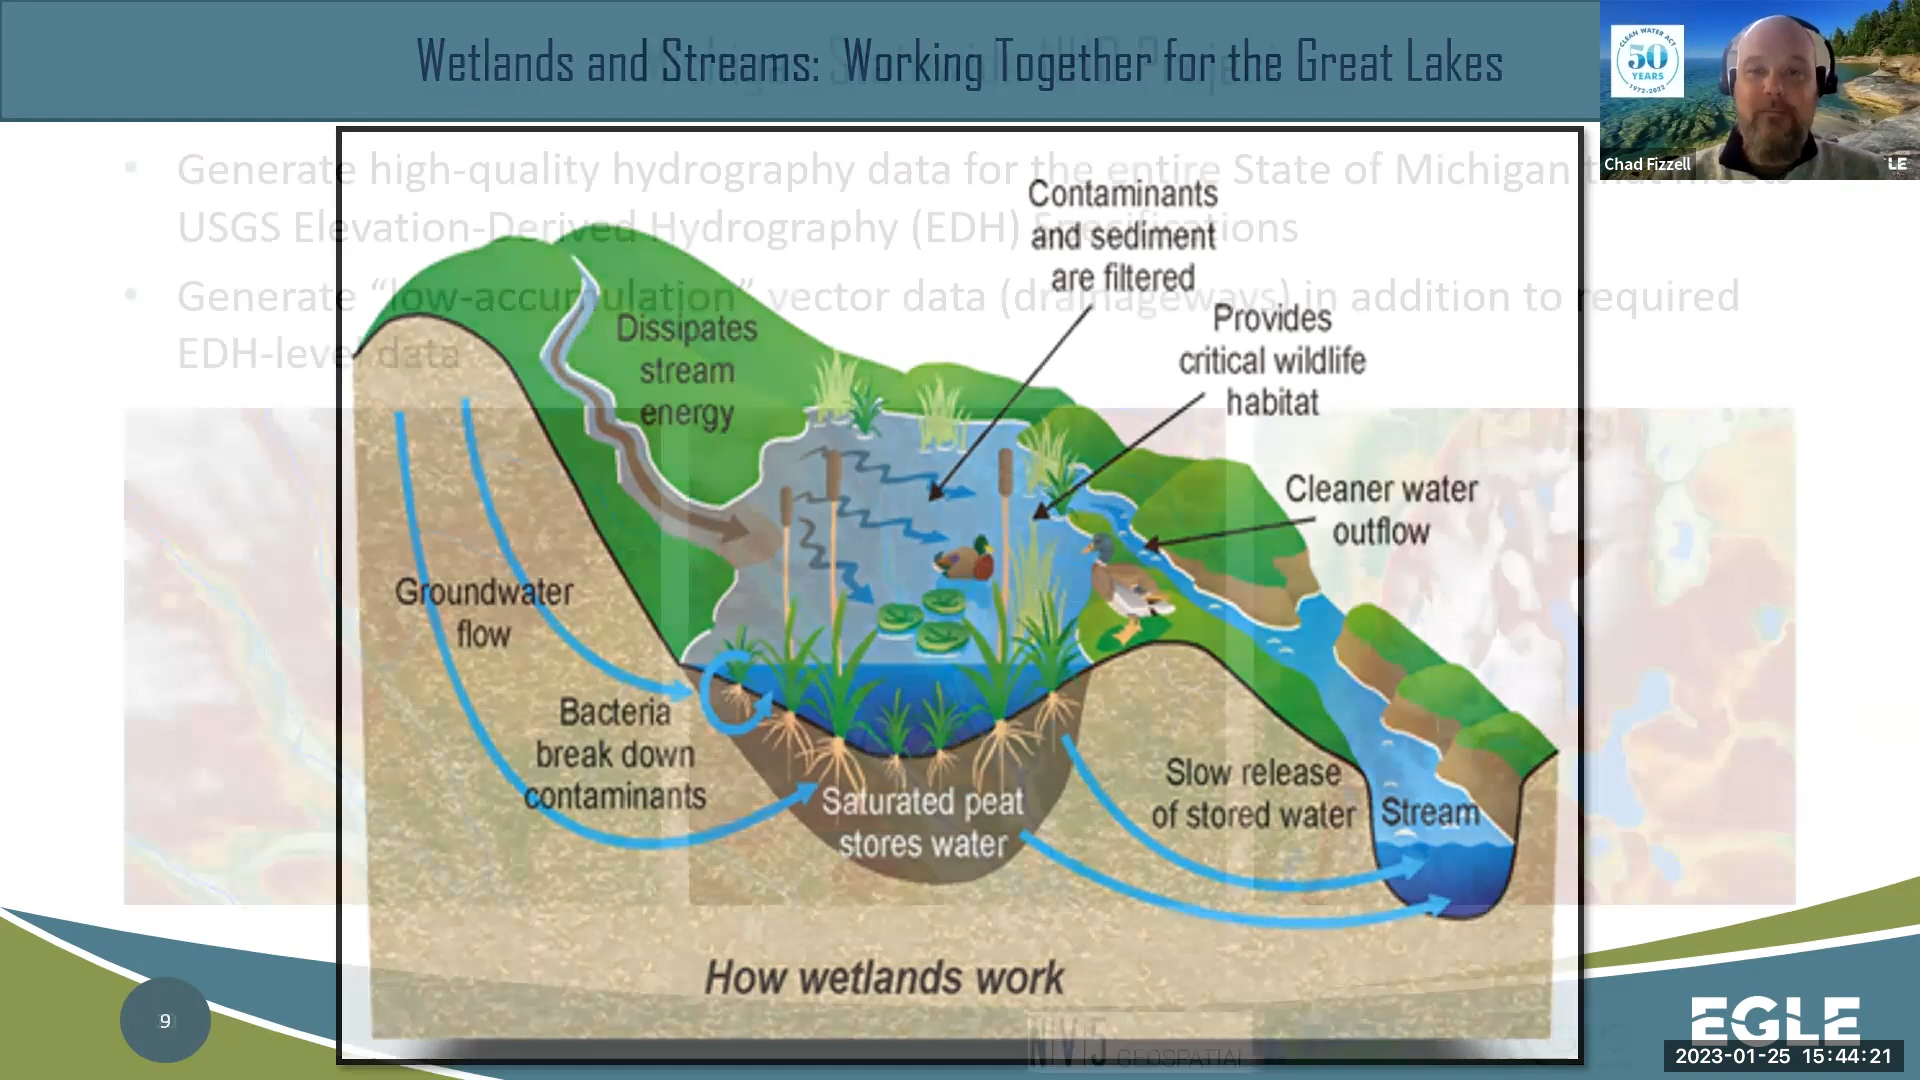 Wetlands and Streams: Working Together for the Great Lakes
CLEAN WATER ACT
50
YEARS
1972-2022
Chad Fizzell
LE
Generate high-quality hydrography data for the entire State of Michigan that meets
USGS Elevation-Derived Hydrography (EDH) Specifications
Generate “low-accumulation” vector data (drainageways) in addition to required
EDH-level data
Contaminants
and sediment
are filtered
Dissipates
stream
energy
Provides
critical wildlife
habitat
Cleaner water
outflow
Groundwater
flow
Bacteria
break down
contaminants
Saturated peat
stores water
Slow release
of stored water
Stream
How wetlands work
9
NV5
GEOSPATIAL
EGLE
2023-01-25 15:44:21